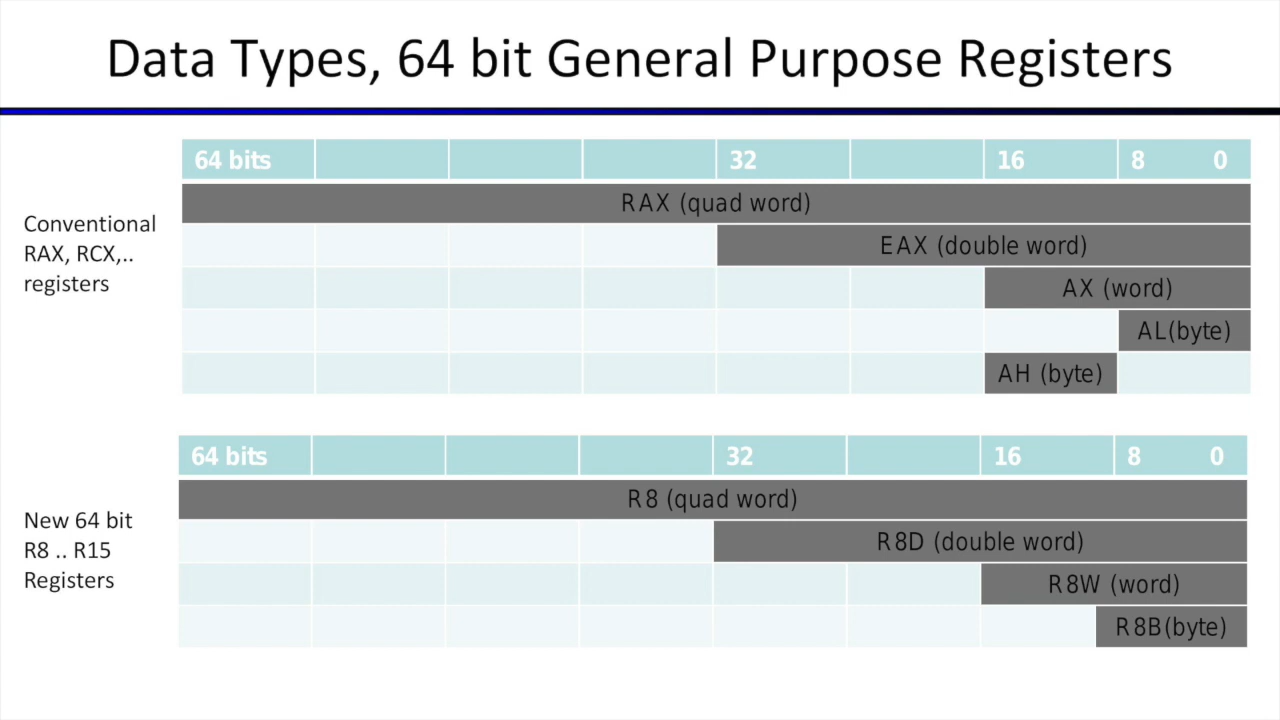 Data Types, 64 bit General Purpose Registers
64 bits 32 16 8 0
Conventional
RAX, RCX,..
registers
RAX (quad word)
EAX (double word)
AX (word)
AL(byte)
AH (byte)
64 bits 32 16 8 0
New 64 bit
R8 .. R15
Registers
R8 (quad word)
R8D (double word)
R8W (word)
R8B(byte)